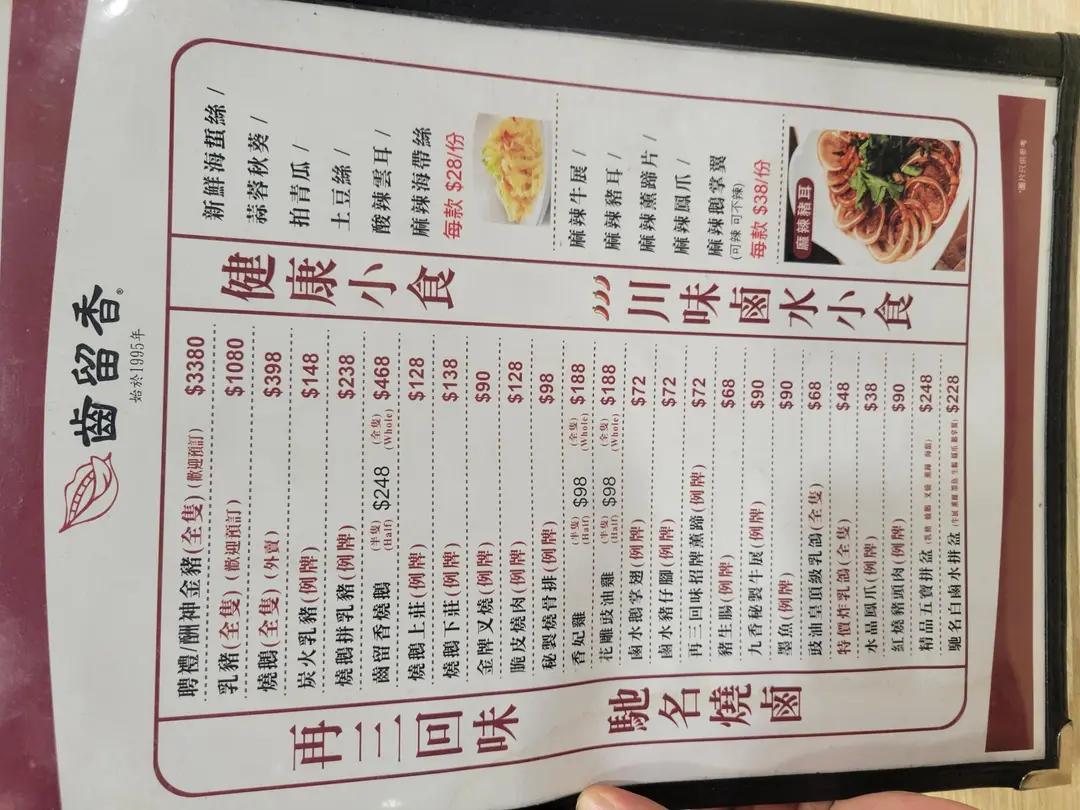 齒留香®
始於1995年
再三回味
馳名燒鹵
聘禮/酬神金豬(全隻)(歡迎預訂) $3380
乳豬(全隻)(歡迎預訂) $1080
燒鵝(全隻)(外賣) $398
炭火乳豬(例牌) $148
燒鵝拼乳豬(例牌) $238
齒留香燒鵝 (半隻)(Half) $248 (全隻)(Whole) $468
燒鵝上莊(例牌) $128
燒鵝下莊(例牌) $138
金牌叉燒(例牌) $90
脆皮燒肉(例牌) $128
秘製燒骨排(例牌) $98
香妃雞 (半隻)(Half) $98 (全隻)(Whole) $188
花雕豉油雞 (半隻)(Half) $98 (全隻)(Whole) $188
鹵水鵝掌翅(例牌) $72
鹵水豬仔腳(例牌) $72
再三回味招牌薰蹄(例牌) $72
豬生腸(例牌) $68
九香秘製牛展(例牌) $90
墨魚(例牌) $90
豉油皇頂級乳鴿(全隻) $68
特價炸乳鴿(全隻) $48
水晶鳳爪(例牌) $38
紅燒豬頭肉(例牌) $90
精品五寶拼盆 $248
馳名白鹵水拼盆 $228
健康小食
新鮮海蜇絲/
蒜蓉秋葵/
拍青瓜/
土豆絲/
酸辣雲耳/
麻辣海帶絲
每款 $28/份
川味鹵水小食
麻辣牛展/
麻辣豬耳/
麻辣薰蹄片/
麻辣鳳爪/
麻辣鵝掌翼
(可辣 可不辣)
每款 $38/份
麻辣豬耳
*圖片只供參考